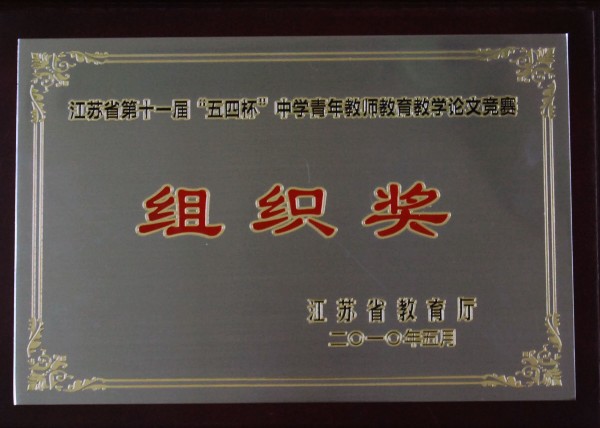 江苏省第十一届“五四杯”中学青年教师教育教学论文竞赛
组织奖
江苏省教育厅
二〇一〇年五月